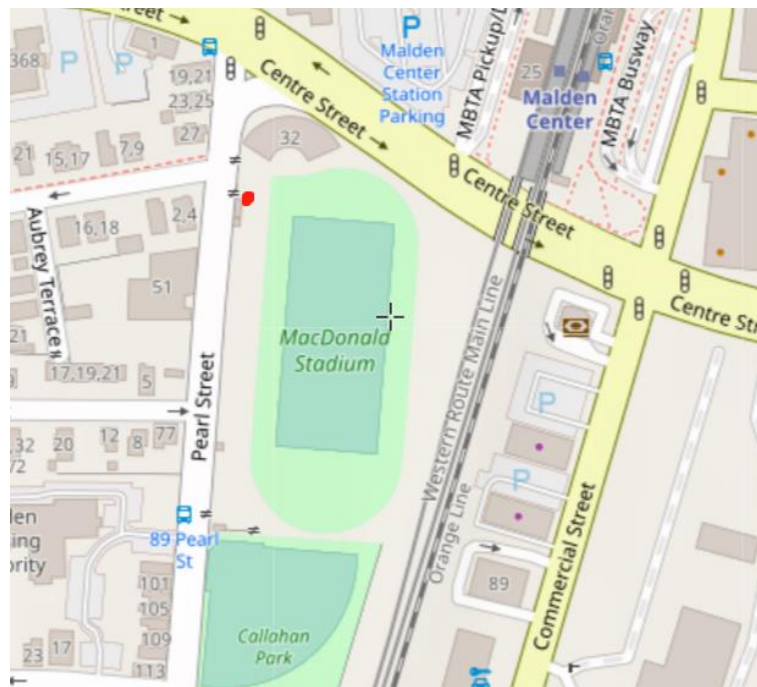 Street
1
368
P
P
19,21
23,25
27
21
15,17
7,9
P
Malden
Center
Station
Parking
25
MBTA Pickup/D
Oran
MBTA Busway
Malden
Center
Centre Street
32
Centre Street
Centre Str
Aubrey Terrace
16,18
2,4
51
21
17,19,21
5
MacDonald
Stadium
Pearl Street
Western Route Main Line
Orange Line
P
P
,32
/2
20
12
8
77
89 Pearl
St
101
105
109
113
23
17
Callahan
Park
89
Commercial Street